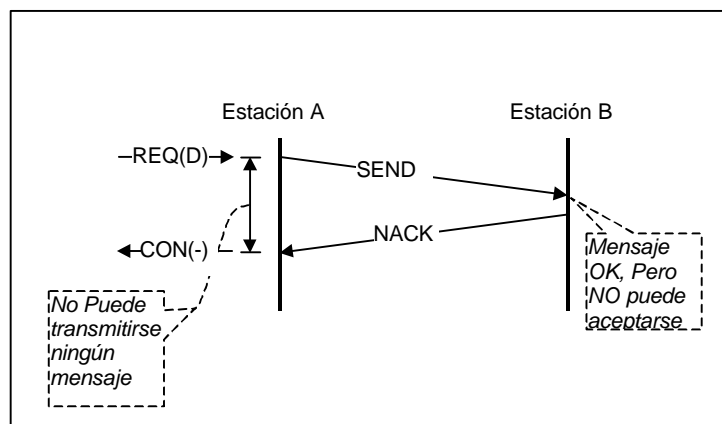 Estación A
Estación B
REQ(D)
SEND
NACK
CON(-)
Mensaje
OK, Pero
NO puede
aceptarse
No Puede
transmitirse
ningún
mensaje